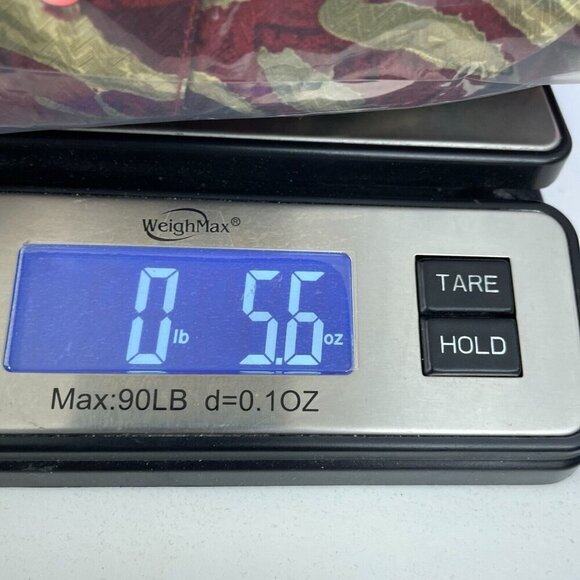 WeighMax®
0 lb 5.6 oz
TARE
HOLD
Max:90LB d=0.1OZ